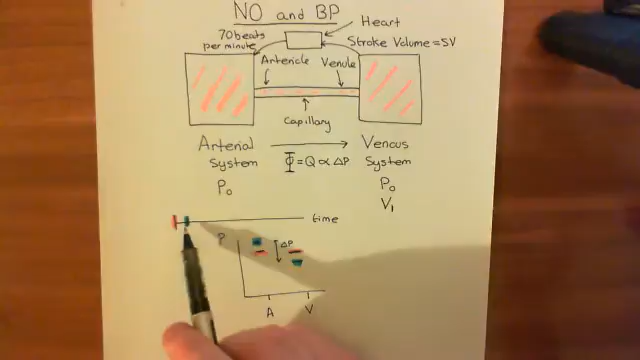 NO and BP
Heart
70 beats
per minute
Stroke Volume = SV
Arteriole
Venule
Capillary
Arterial
System
P₀
Φ = Q ∝ ΔP
Venous
System
P₀
V₁
time
P
ΔP
A
V